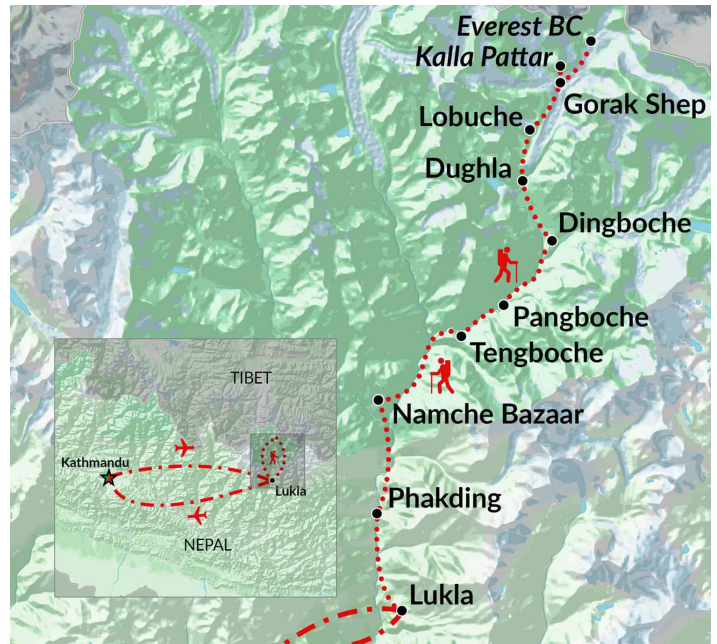 Everest BC
Kalla Pattar
Gorak Shep
Lobuche
Dughla
Dingboche
Pangboche
Tengboche
Namche Bazaar
Phakding
Lukla
TIBET
Kathmandu
Lukla
NEPAL